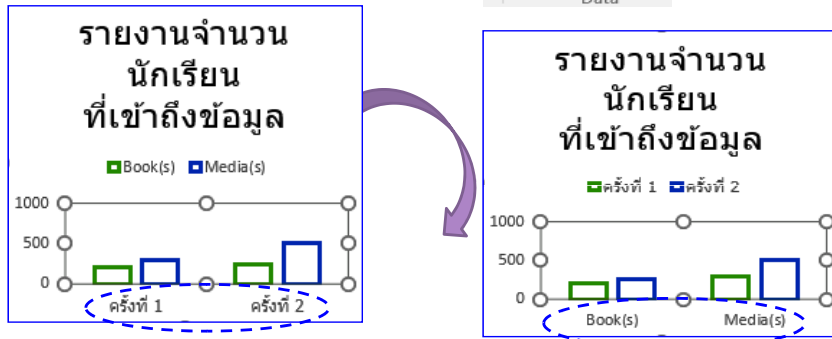 Data
รายงานจำนวน
นักเรียน
ที่เข้าถึงข้อมูล
Book(s) Media(s)
1000
500
0
ครั้งที่ 1 ครั้งที่ 2
รายงานจำนวน
นักเรียน
ที่เข้าถึงข้อมูล
ครั้งที่ 1 ครั้งที่ 2
1000
500
0
Book(s) Media(s)